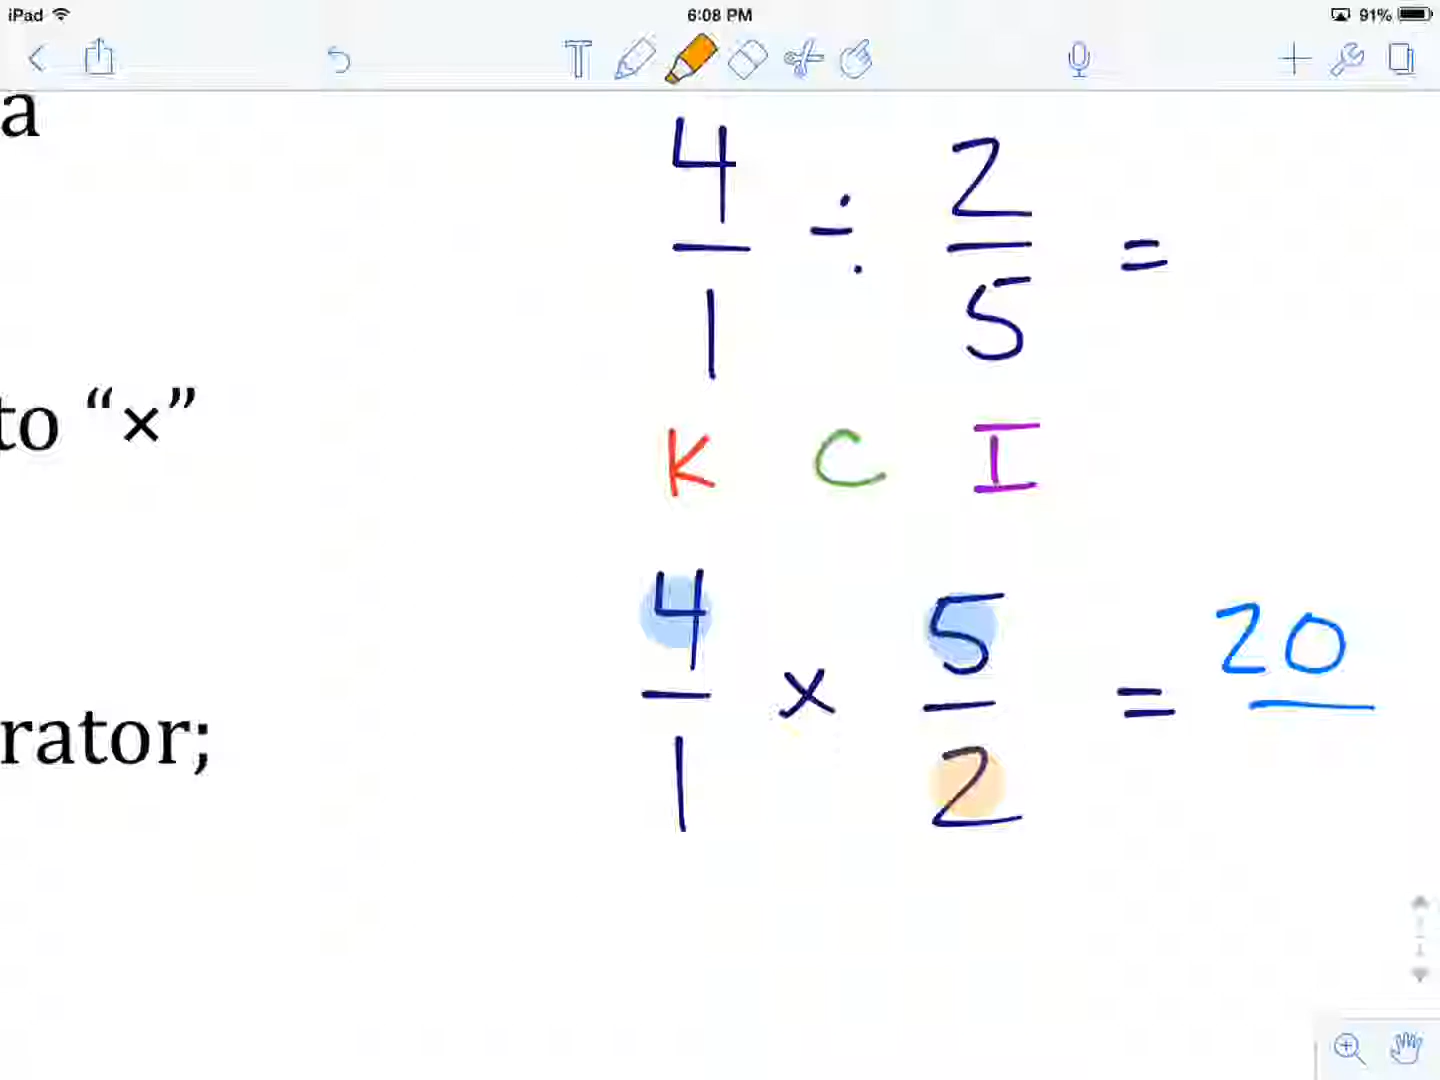 iPad 6:08 PM 91%
a
4/1 ÷ 2/5 =
to “×”
K C I
4/1 × 5/2 = 20/
rator;